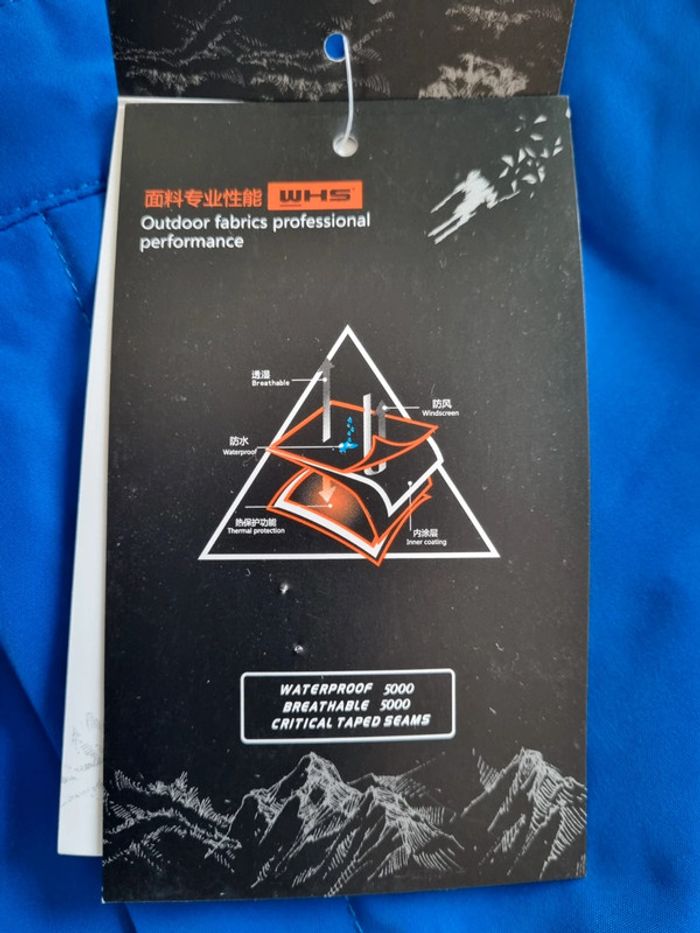 面料专业性能 WHS
Outdoor fabrics professional
performance
透湿
Breathable
防风
Windscreen
防水
Waterproof
热保护功能
Thermal protection
内涂层
Inner coating
WATERPROOF 5000
BREATHABLE 5000
CRITICAL TAPED SEAMS